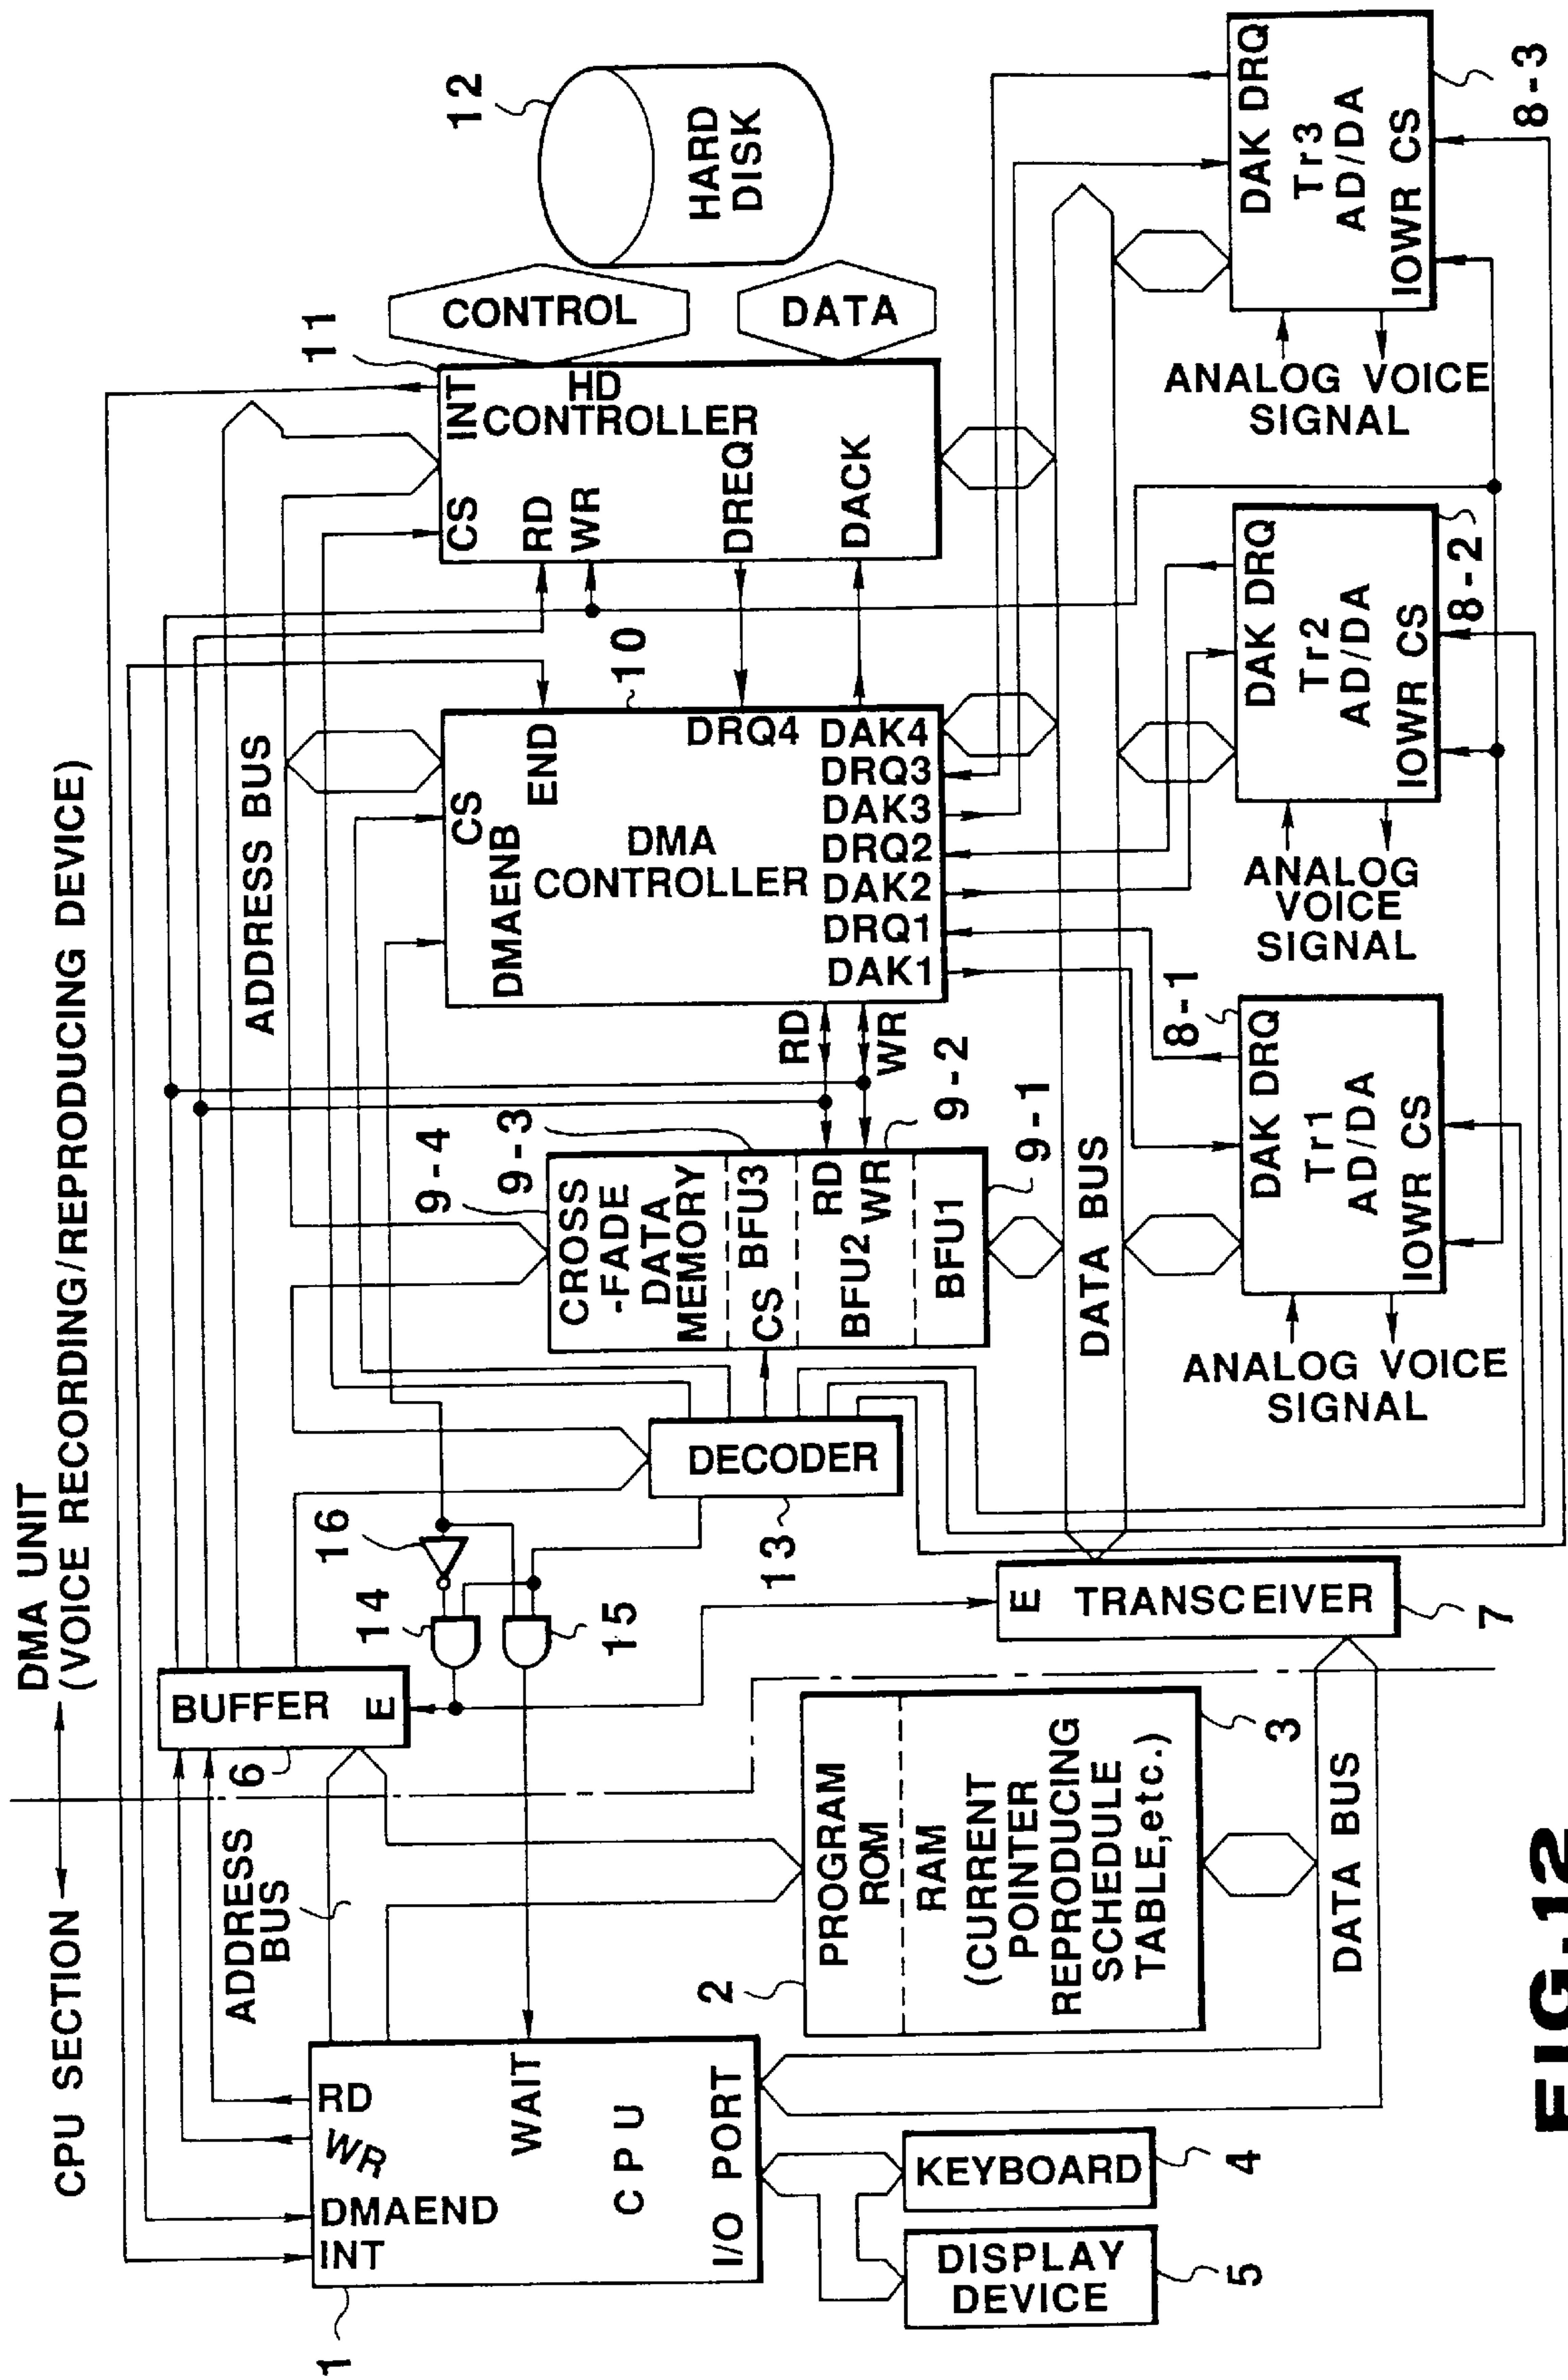 DMA UNIT
(VOICE RECORDING/REPRODUCING DEVICE)
CPU SECTION
1
INT
DMAEND
WR
RD
WAIT
CPU
I/O PORT
ADDRESS
BUS
6
BUFFER
E
14
16
15
ADDRESS BUS
DISPLAY
DEVICE
5
KEYBOARD
4
2
PROGRAM
ROM
RAM
(CURRENT
POINTER
REPRODUCING
SCHEDULE
TABLE,etc.)
3
DATA BUS
E
TRANSCEIVER
7
DECODER
13
9-4
9-3
CROSS
-FADE
DATA
MEMORY
CS BFU3
RD
BFU2 WR
BFU1
9-2
9-1
RD
WR
CS
DMAENB
END
10
DMA
CONTROLLER
DRQ4
DAK4
DRQ3
DAK3
DRQ2
DAK2
DRQ1
DAK1
11
INT
CS
HD
CONTROLLER
RD
WR
DREQ
DACK
CONTROL
DATA
12
HARD
DISK
DATA BUS
8-1
DAK DRQ
Tr1
AD/DA
IOWR CS
ANALOG VOICE
SIGNAL
8-2
DAK DRQ
Tr2
AD/DA
IOWR CS
ANALOG
VOICE
SIGNAL
8-3
DAK DRQ
Tr3
AD/DA
IOWR CS
ANALOG VOICE
SIGNAL
FIG.12